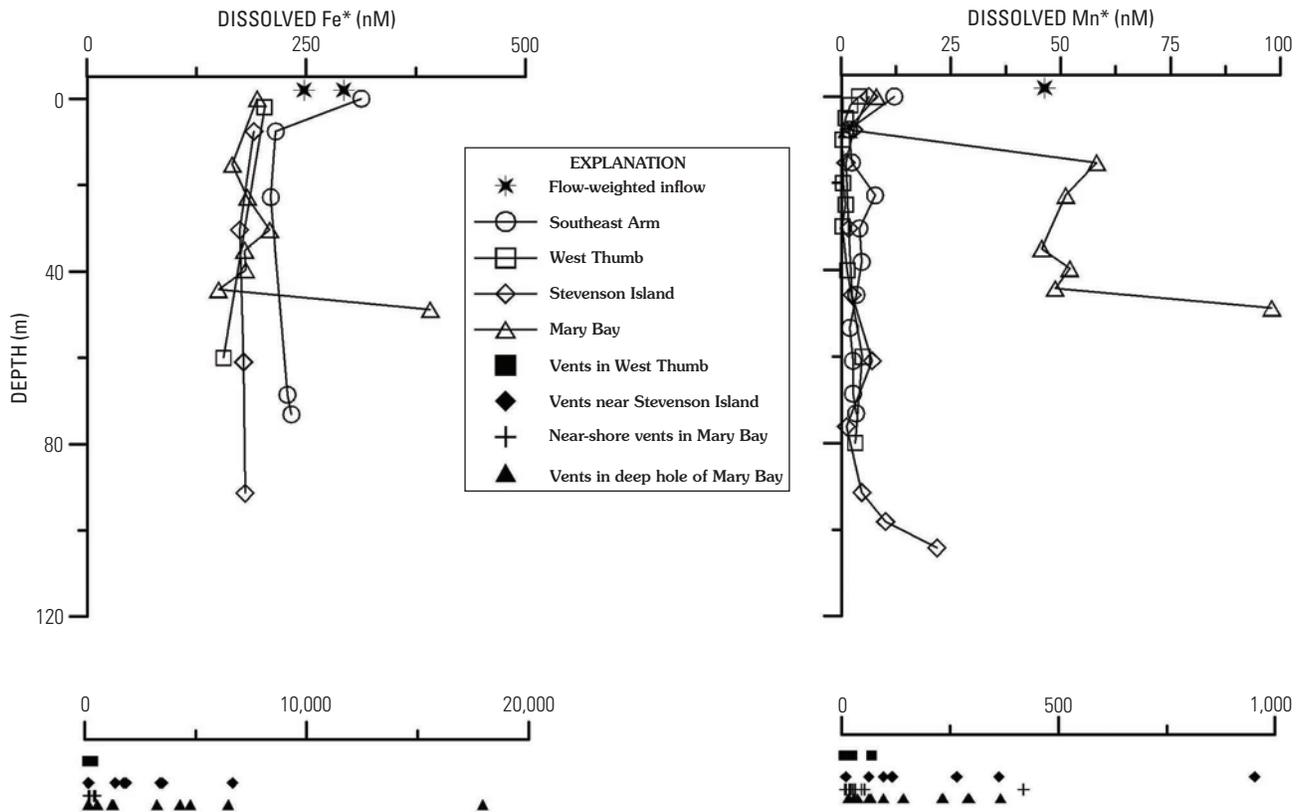 DISSOLVED Fe* (nM)
0 250 500
DISSOLVED Mn* (nM)
0 25 50 75 100
DEPTH (m)
0
40
80
120
EXPLANATION
Flow-weighted inflow
Southeast Arm
West Thumb
Stevenson Island
Mary Bay
Vents in West Thumb
Vents near Stevenson Island
Near-shore vents in Mary Bay
Vents in deep hole of Mary Bay
0 10,000 20,000
0 500 1,000